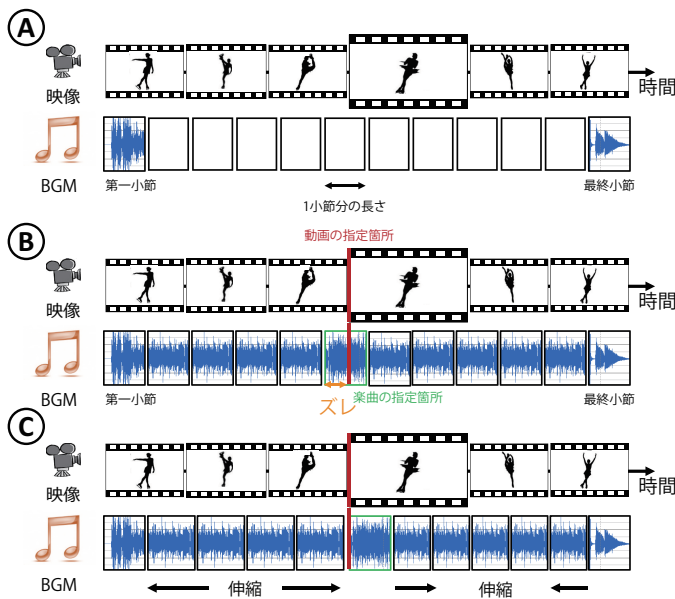 A
映像
時間
BGM
第一小節
最終小節
1小節分の長さ
B
動画の指定箇所
映像
時間
BGM
第一小節
ズレ
楽曲の指定箇所
最終小節
C
映像
時間
BGM
伸縮
伸縮